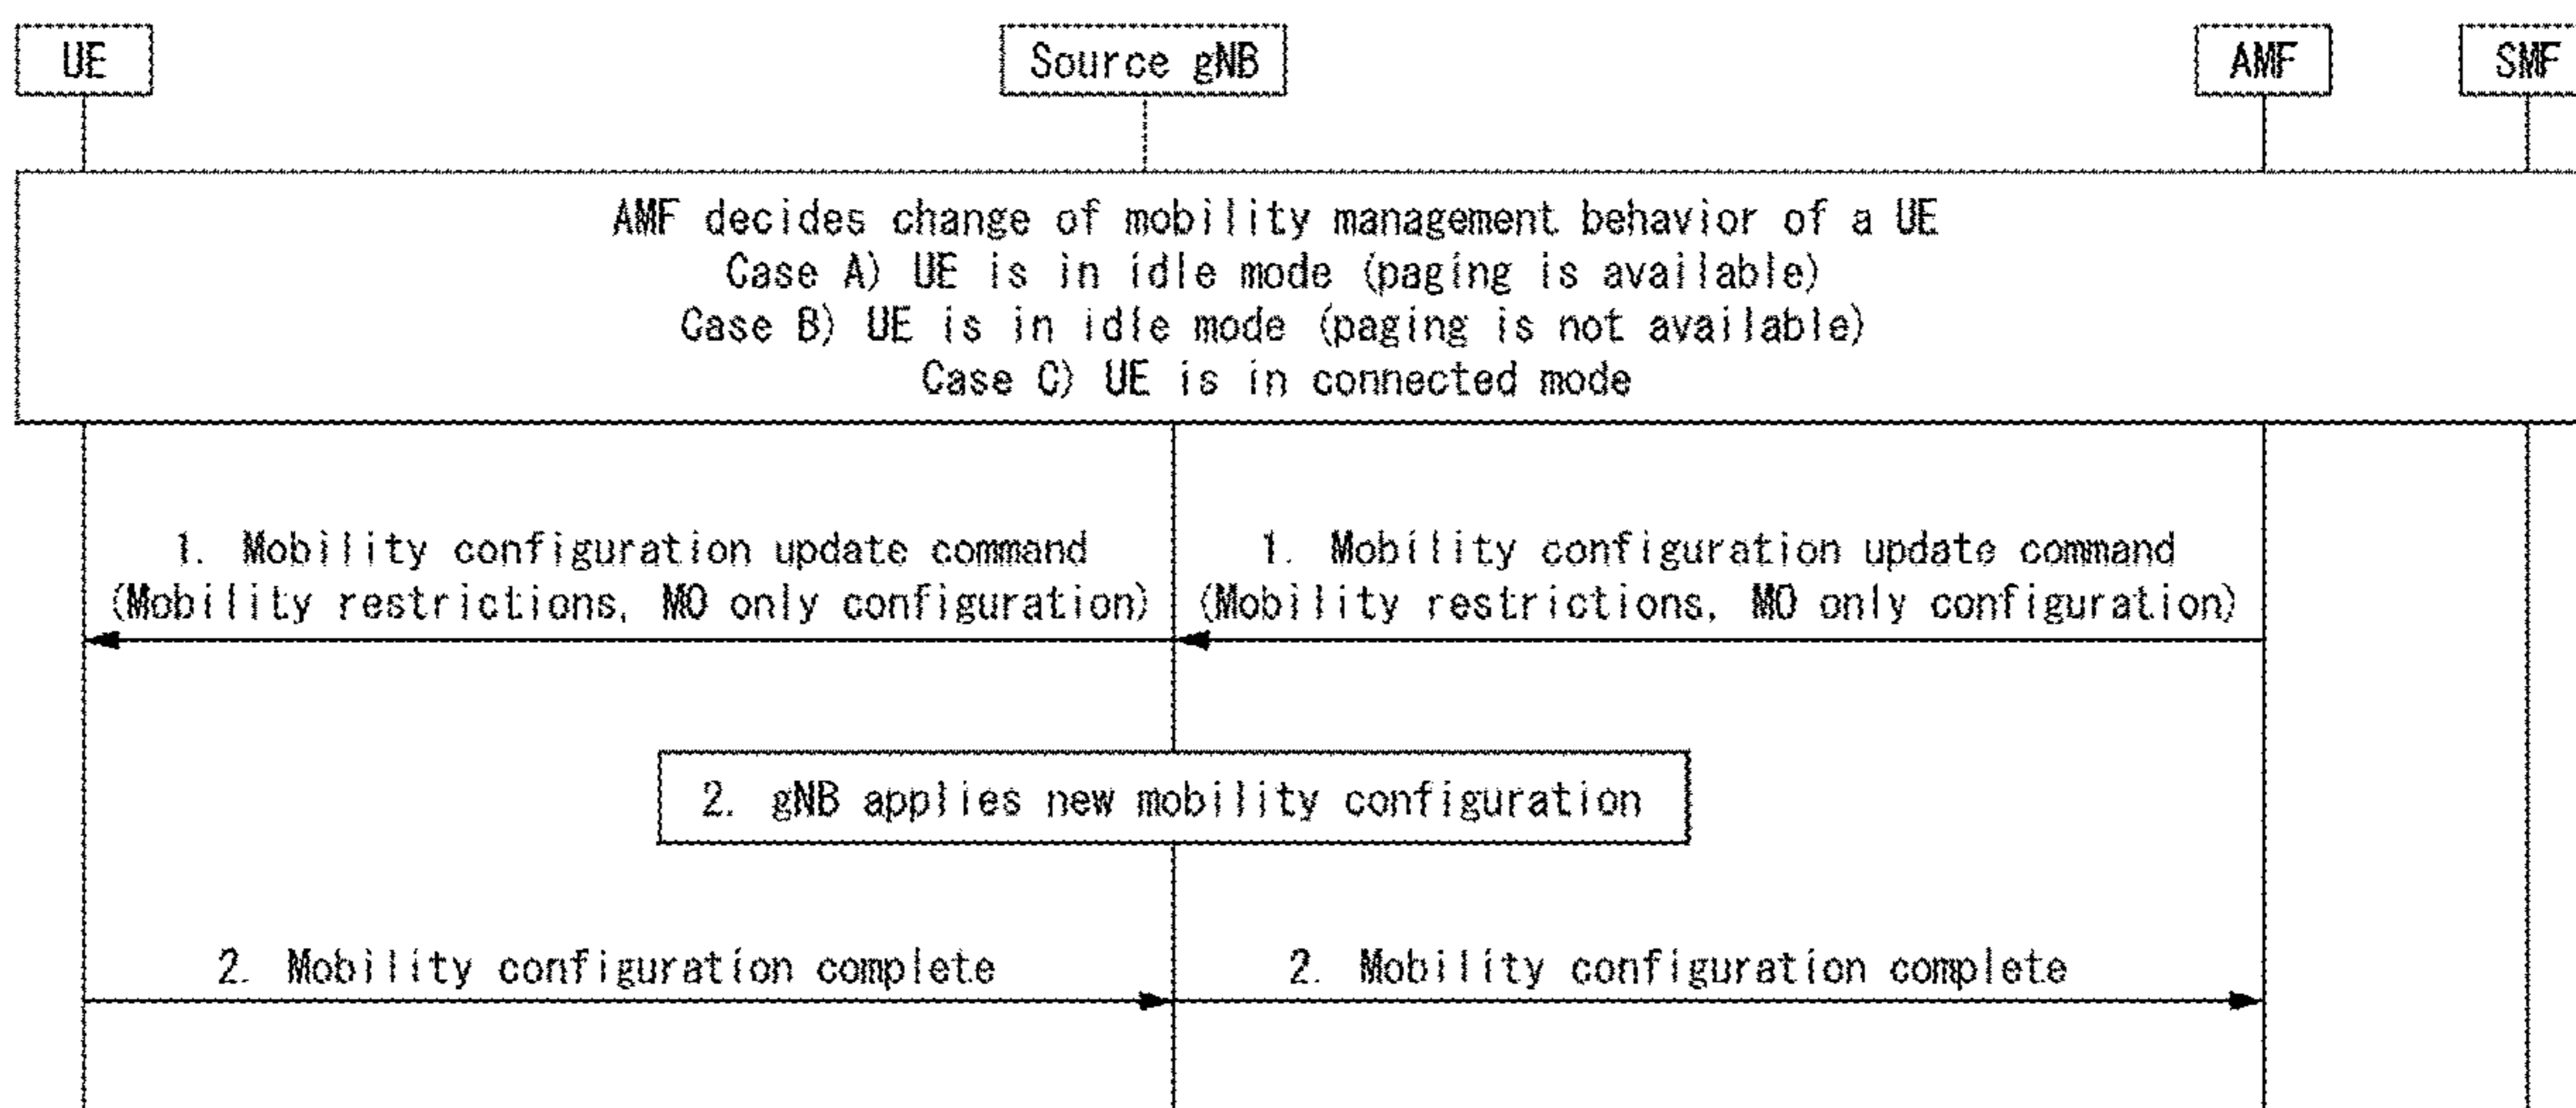 UE
Source gNB
AMF
SMF
AMF decides change of mobility management behavior of a UE
Case A) UE is in idle mode (paging is available)
Case B) UE is in idle mode (paging is not available)
Case C) UE is in connected mode
1. Mobility configuration update command
(Mobility restrictions, MO only configuration)
1. Mobility configuration update command
(Mobility restrictions, MO only configuration)
2. gNB applies new mobility configuration
2. Mobility configuration complete
2. Mobility configuration complete